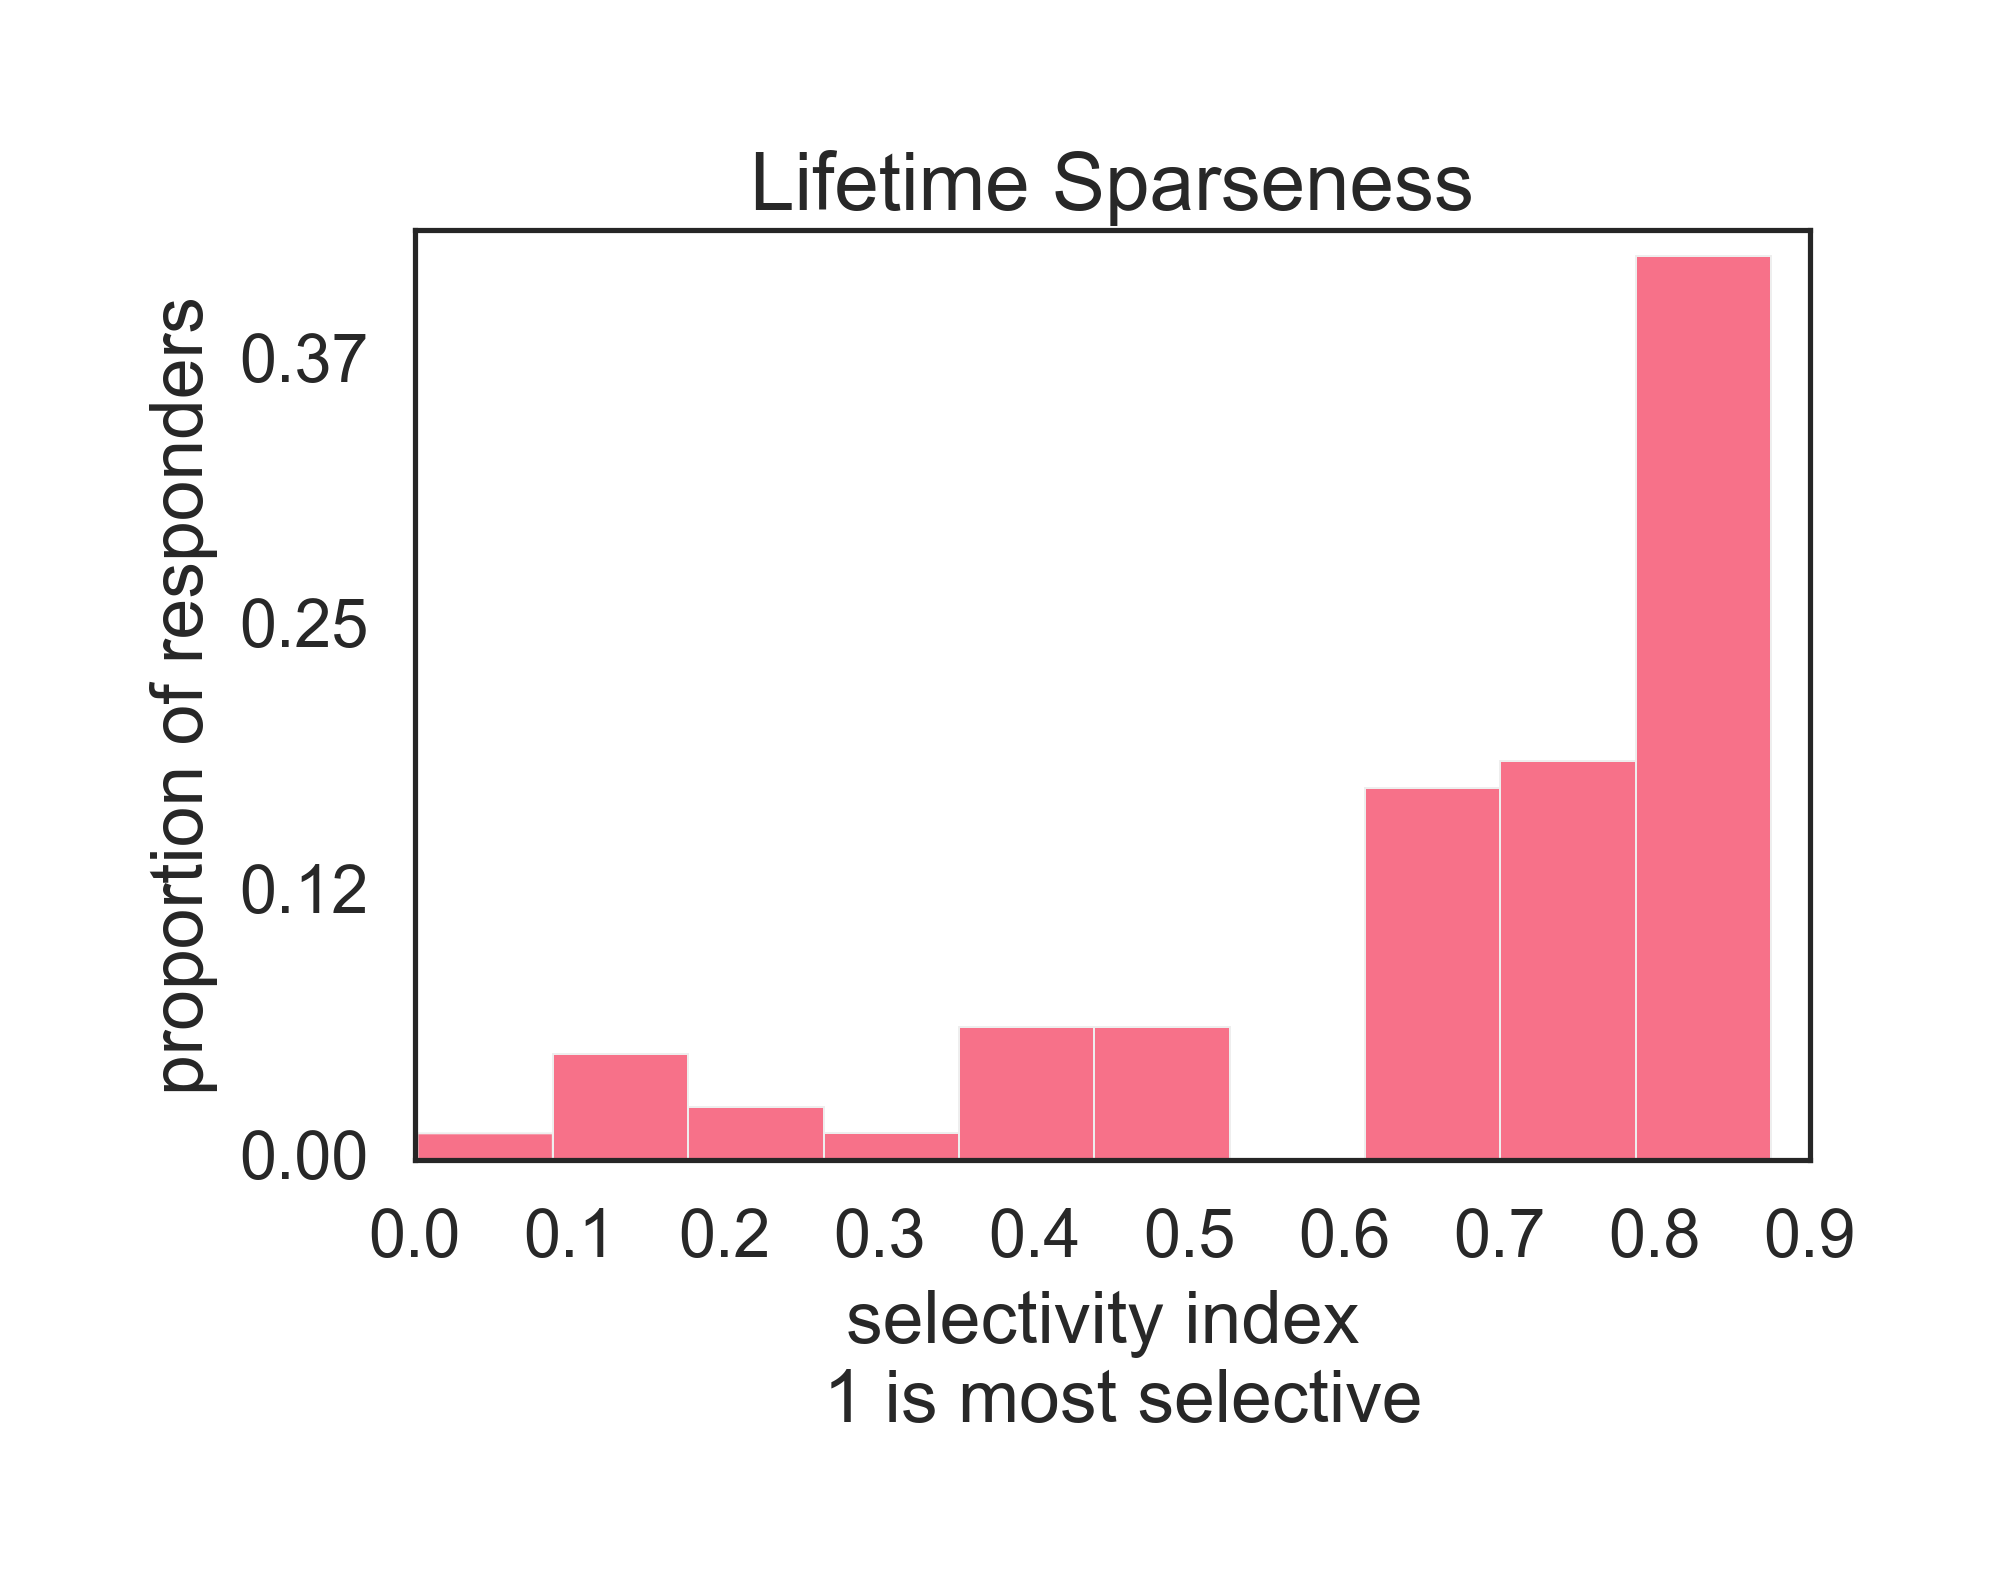 Lifetime Sparseness
proportion of responders
0.37
0.25
0.12
0.00
0.0 0.1 0.2 0.3 0.4 0.5 0.6 0.7 0.8 0.9
selectivity index
1 is most selective